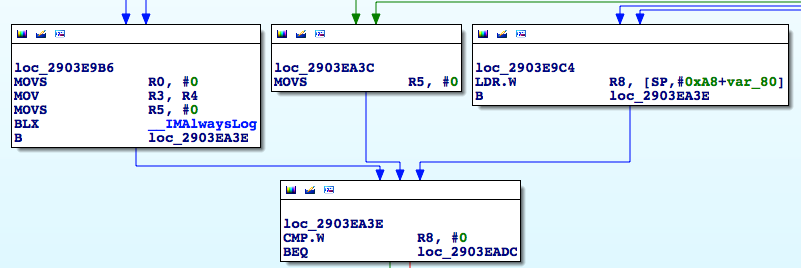 loc_2903E9B6
MOVS R0, #0
MOV R3, R4
MOVS R5, #0
BLX __IMAlwaysLog
B loc_2903EA3E
loc_2903EA3C
MOVS R5, #0
loc_2903E9C4
LDR.W R8, [SP,#0xA8+var_80]
B loc_2903EA3E
loc_2903EA3E
CMP.W R8, #0
BEQ loc_2903EADC